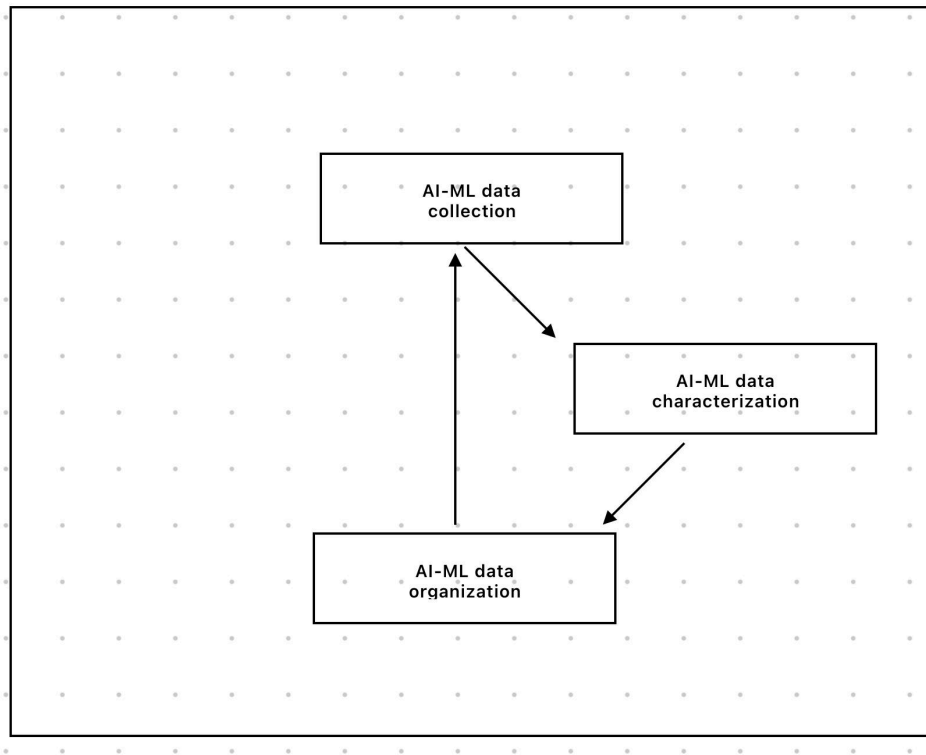 AI-ML data
collection
AI-ML data
characterization
AI-ML data
organization